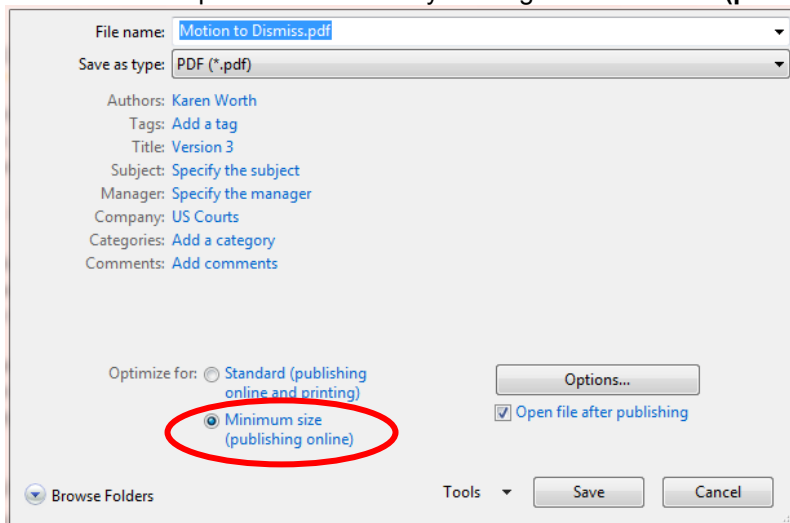 File name: Motion to Dismiss.pdf
Save as type: PDF (*.pdf)
Authors: Karen Worth
Tags: Add a tag
Title: Version 3
Subject: Specify the subject
Manager: Specify the manager
Company: US Courts
Categories: Add a category
Comments: Add comments
Optimize for: Standard (publishing
online and printing)
Minimum size
(publishing online)
Options...
Open file after publishing
Browse Folders
Tools Save Cancel